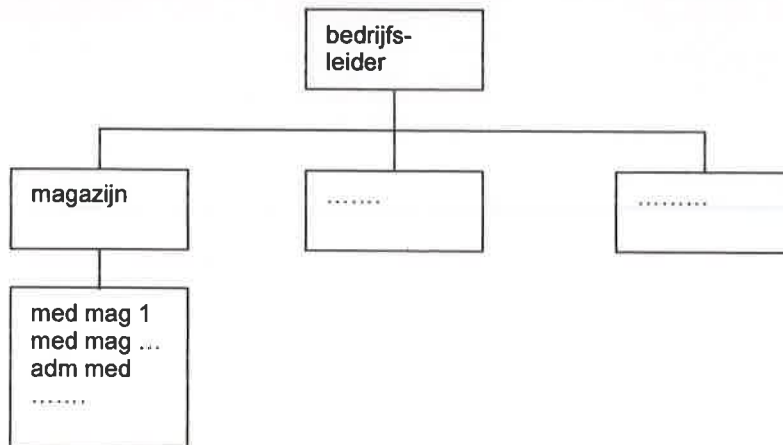 bedrijfs-
leider
magazijn
.......
.........
med mag 1
med mag ...
adm med
.......